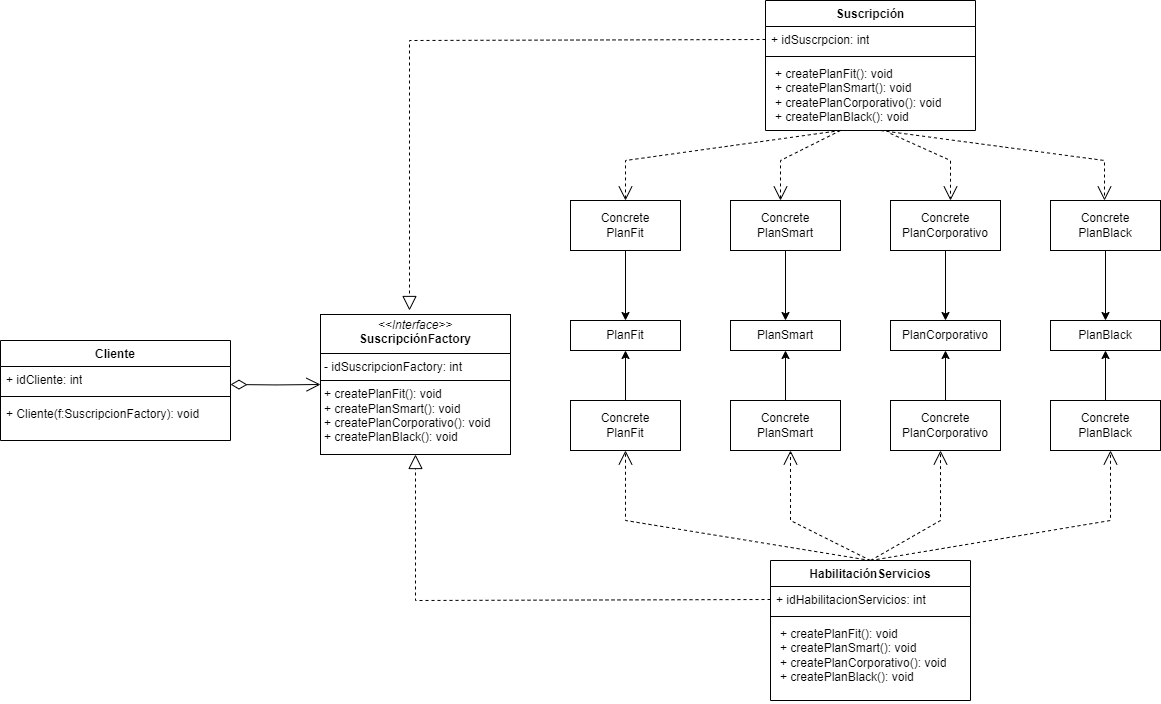 Suscripción
+ idSuscrpcion: int
+ createPlanFit(): void
+ createPlanSmart(): void
+ createPlanCorporativo(): void
+ createPlanBlack(): void
Concrete
PlanFit
Concrete
PlanSmart
Concrete
PlanCorporativo
Concrete
PlanBlack
<<Interface>>
SuscripciónFactory
- idSuscripcionFactory: int
+ createPlanFit(): void
+ createPlanSmart(): void
+ createPlanCorporativo(): void
+ createPlanBlack(): void
Cliente
+ idCliente: int
+ Cliente(f:SuscripcionFactory): void
PlanFit
PlanSmart
PlanCorporativo
PlanBlack
Concrete
PlanFit
Concrete
PlanSmart
Concrete
PlanCorporativo
Concrete
PlanBlack
HabilitaciónServicios
+ idHabilitacionServicios: int
+ createPlanFit(): void
+ createPlanSmart(): void
+ createPlanCorporativo(): void
+ createPlanBlack(): void